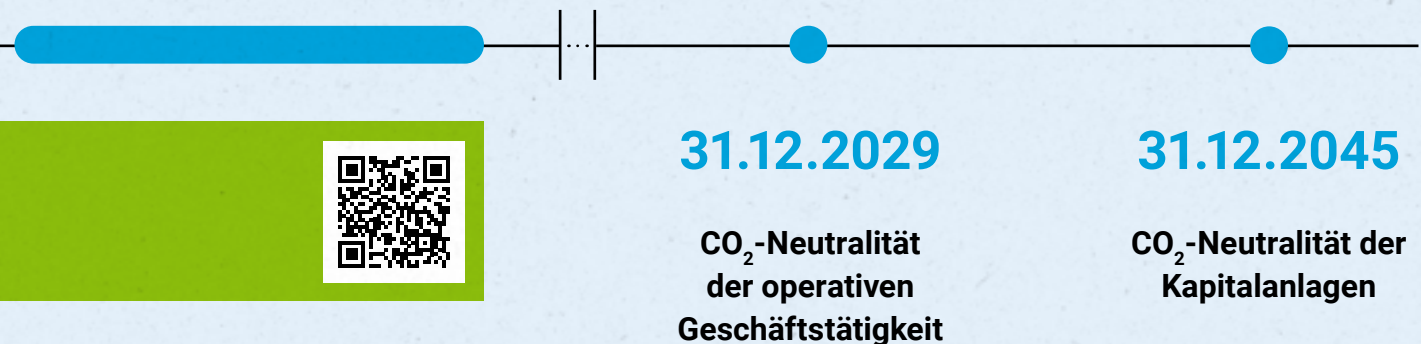 ...
31.12.2029
31.12.2045
CO₂-Neutralität
der operativen
Geschäftstätigkeit
CO₂-Neutralität der
Kapitalanlagen